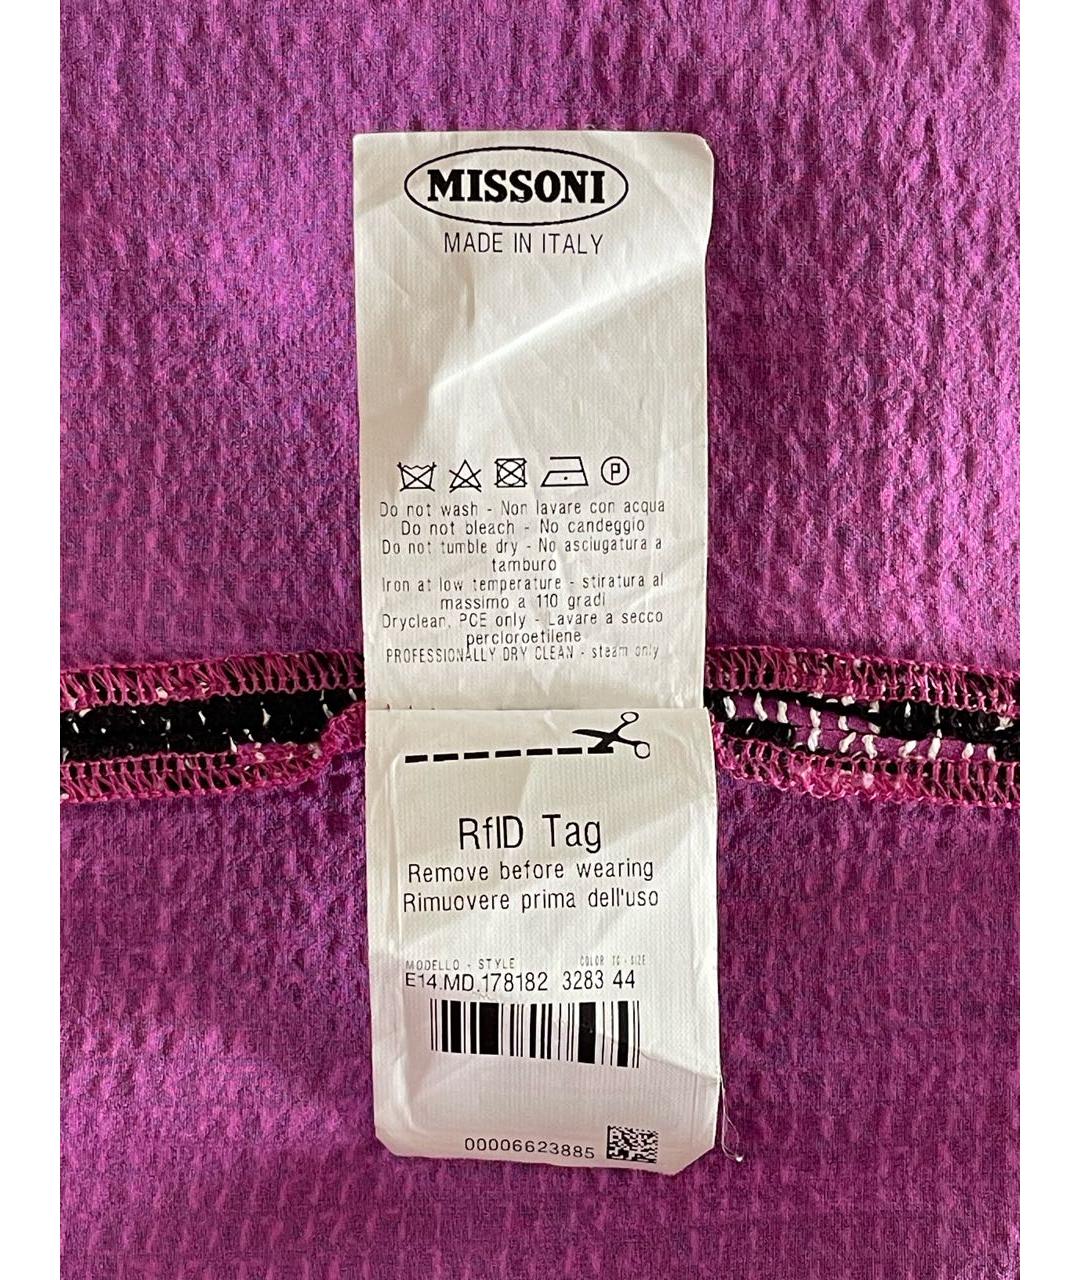 MISSONI
MADE IN ITALY
P
Do not wash - Non lavare con acqua
Do not bleach - No candeggio
Do not tumble dry - No asciugatura a
tamburo
Iron at low temperature - stiratura al
massimo a 110 gradi
Dryclean, PCE only - Lavare a secco
percloroetilene
PROFESSIONALLY DRY CLEAN - steam only
RfID Tag
Remove before wearing
Rimuovere prima dell'uso
MODELLO - STYLE COLOR TG - SIZE
E14.MD.178182 3283 44
00006623885